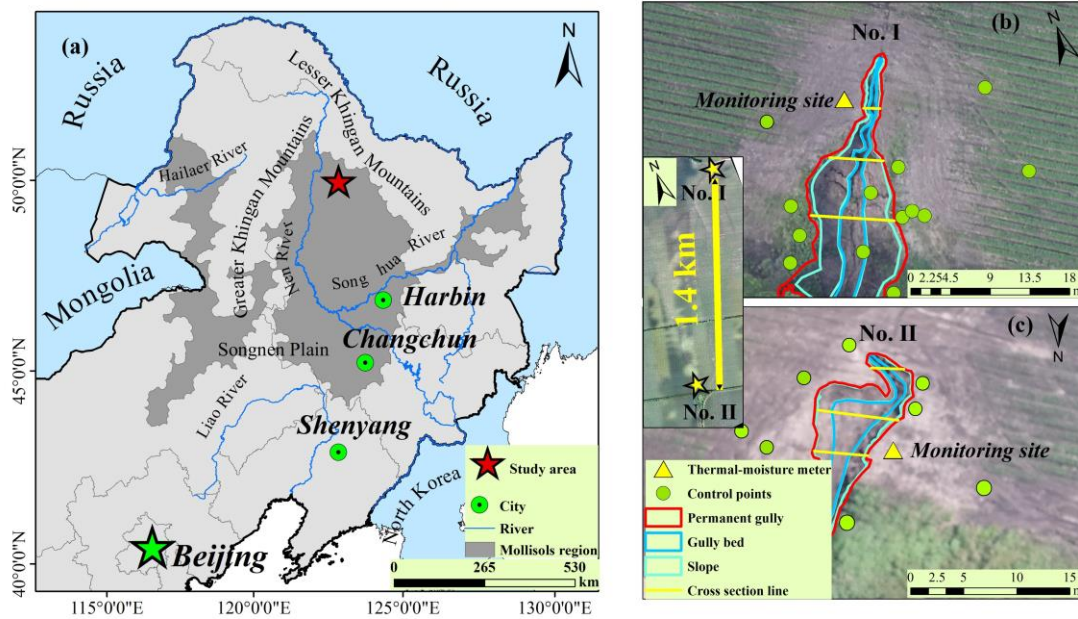 (a)
N
Russia
Russia
Lesser Khingan Mountains
Hailaer River
Greater Khingan Mountains
Nen River
Mongolia
Song hua River
Harbin
Changchun
Songnen Plain
Liao River
Shenyang
North Korea
Beijing
50°0'0"N
45°0'0"N
40°0'0"N
115°0'0"E
120°0'0"E
125°0'0"E
130°0'0"E
Study area
City
River
Mollisols region
0 265 530
km
(b)
N
No. I
Monitoring site
0 2.254.5 9 13.5 18
m
N
No. I
1.4 km
No. II
(c)
N
No. II
Monitoring site
Thermal-moisture meter
Control points
Permanent gully
Gully bed
Slope
Cross section line
0 2.5 5 10 15
m